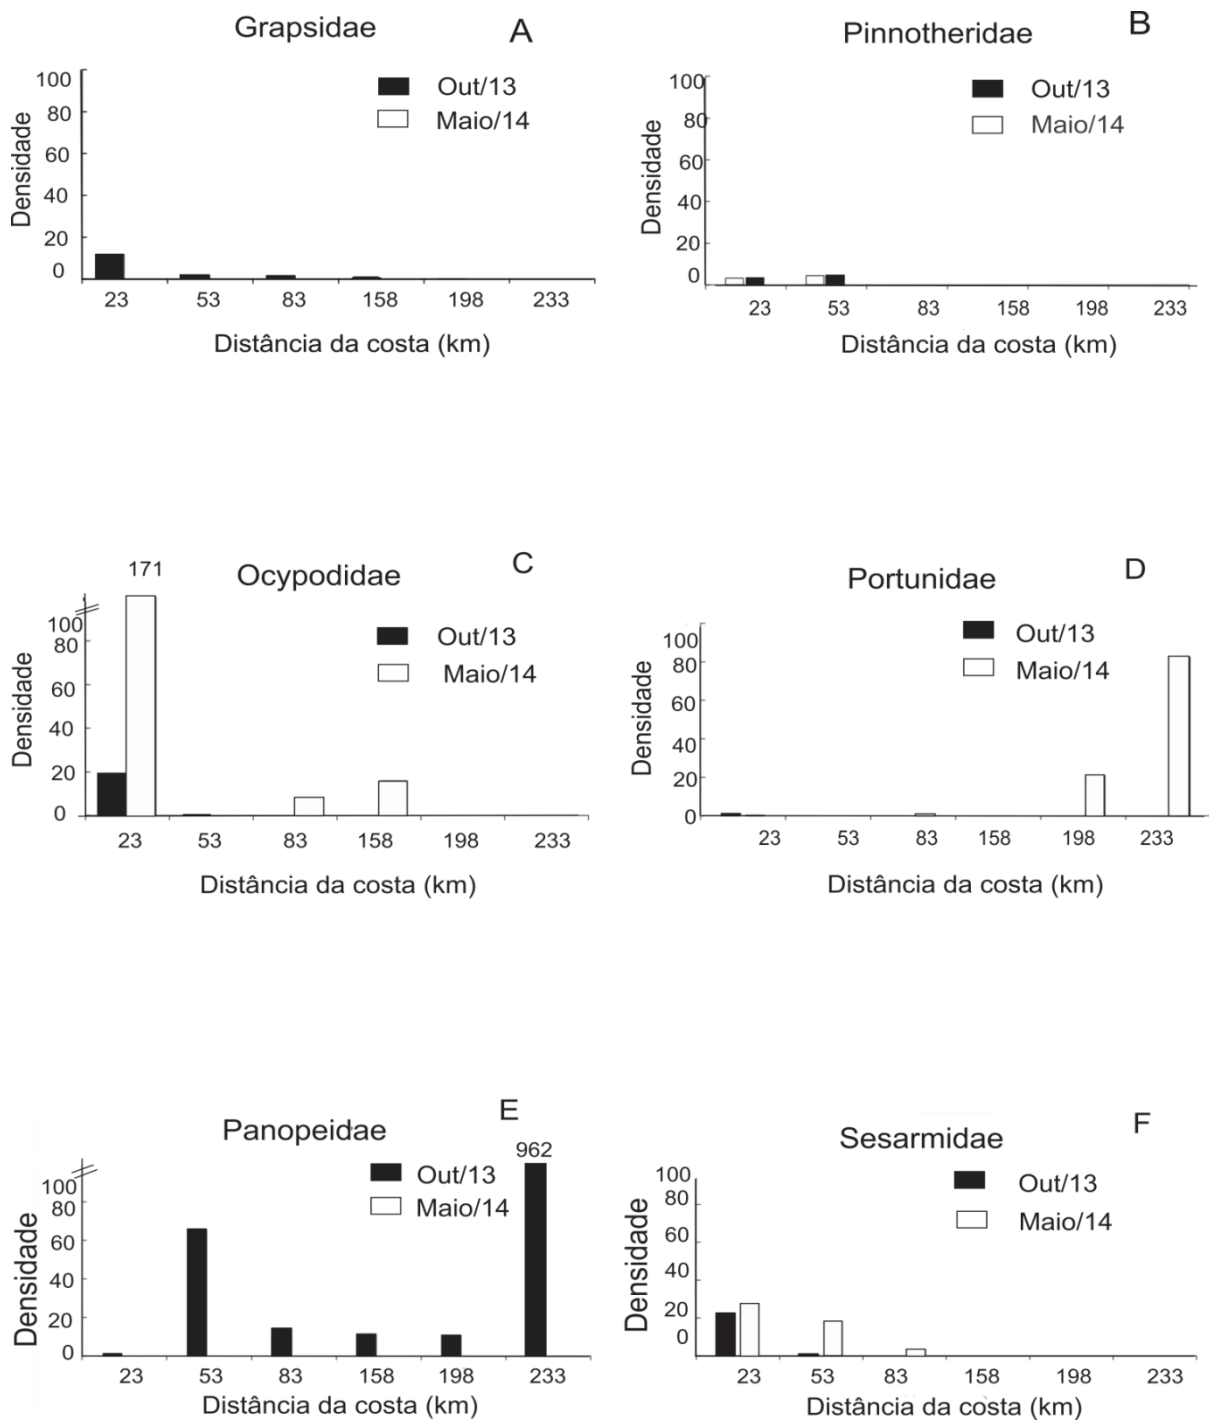 Grapsidae
A
Out/13
Maio/14
Densidade
100
80
60
40
20
0
23 53 83 158 198 233
Distância da costa (km)
Pinnotheridae
B
Out/13
Maio/14
Densidade
100
80
60
40
20
0
23 53 83 158 198 233
Distância da costa (km)
171
Ocypodidae
C
Out/13
Maio/14
Densidade
100
80
60
40
20
0
23 53 83 158 198 233
Distância da costa (km)
Portunidae
D
Out/13
Maio/14
Densidade
100
80
60
40
20
0
23 53 83 158 198 233
Distância da costa (km)
Panopeidae
E
962
Out/13
Maio/14
Densidade
100
80
60
40
20
0
23 53 83 158 198 233
Distância da costa (km)
Sesarmidae
F
Out/13
Maio/14
Densidade
100
80
60
40
20
0
23 53 83 158 198 233
Distância da costa (km)